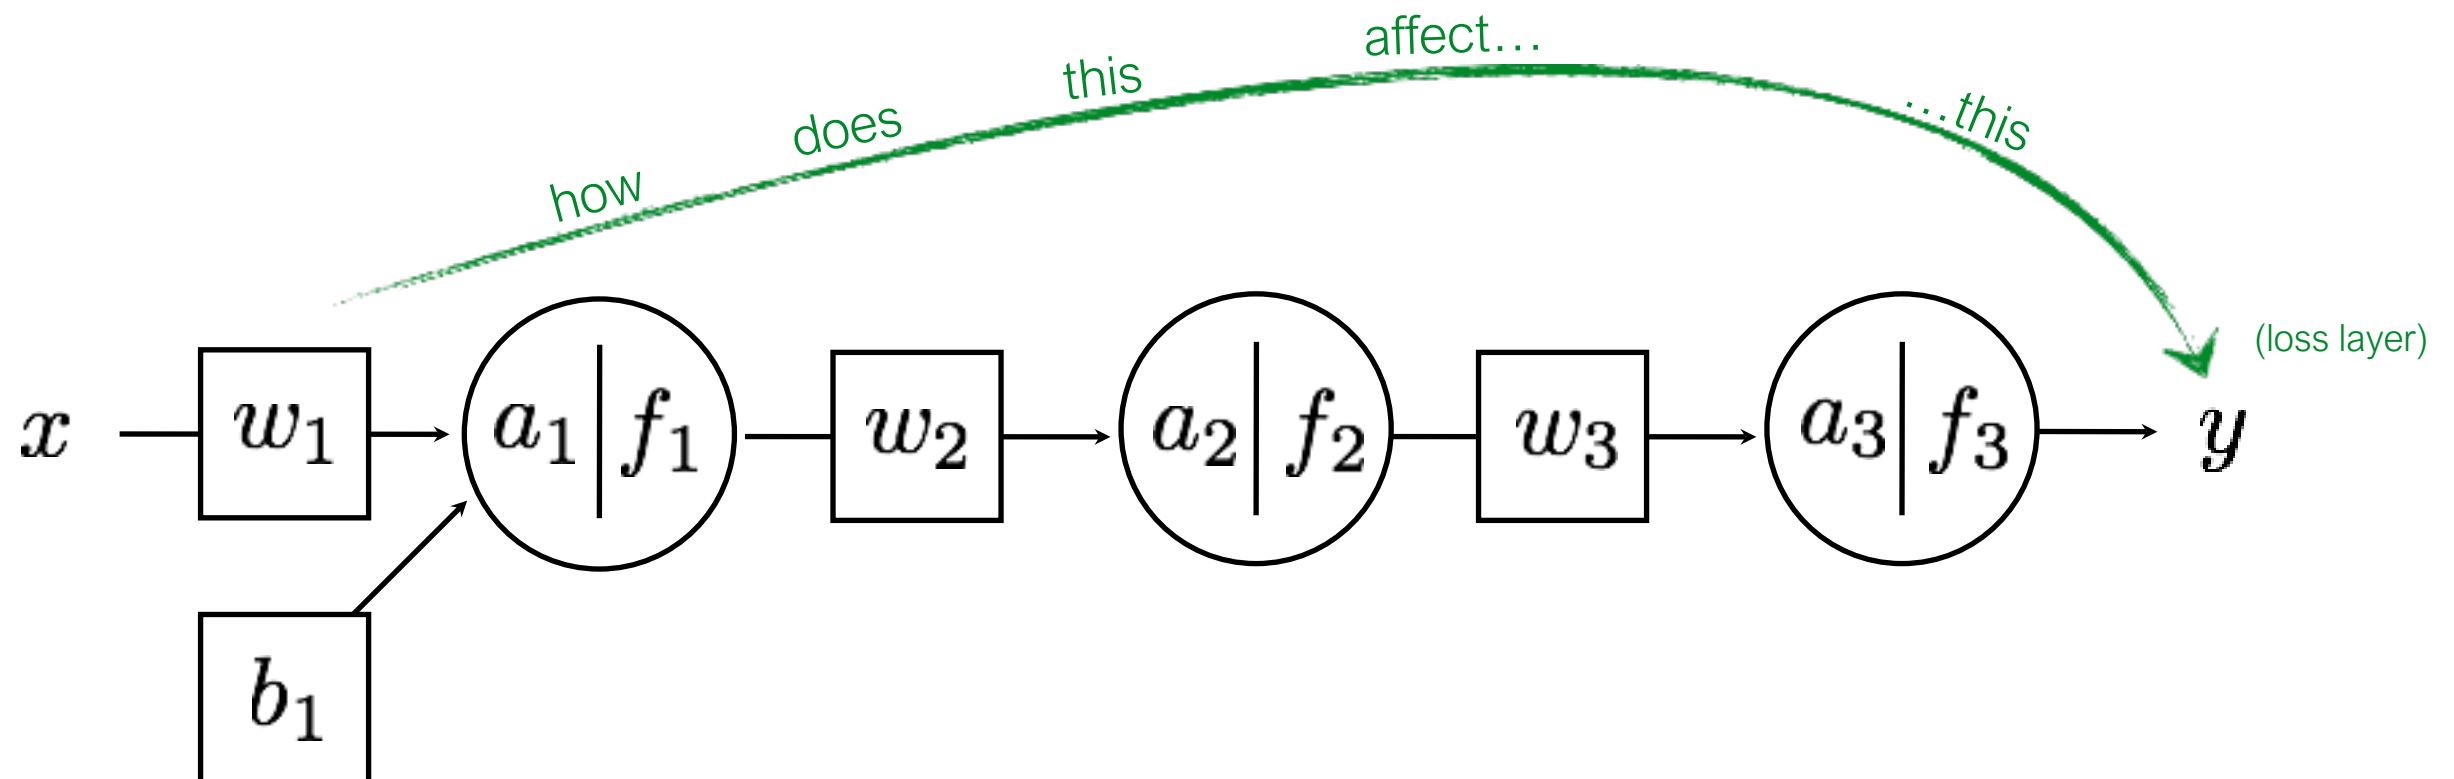 how does this affect... ...this
(loss layer)
x w₁ a₁ f₁ w₂ a₂ f₂ w₃ a₃ f₃ y
b₁